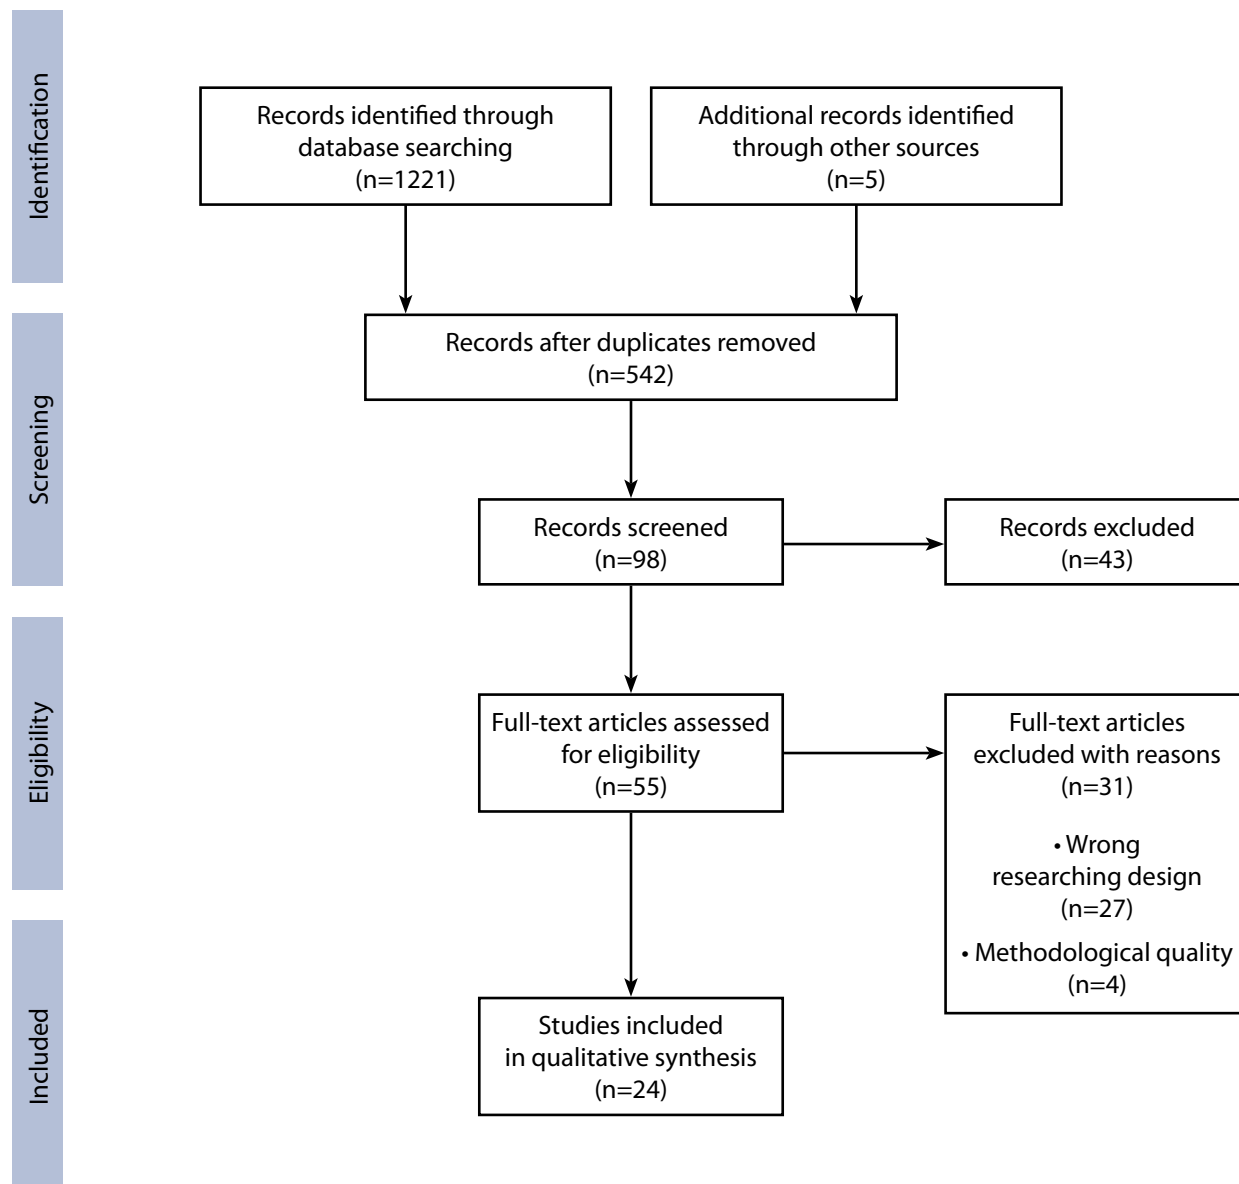 Identification
Records identified through
database searching
(n=1221)
Additional records identified
through other sources
(n=5)
Screening
Records after duplicates removed
(n=542)
Records screened
(n=98)
Records excluded
(n=43)
Eligibility
Full-text articles assessed
for eligibility
(n=55)
Full-text articles
excluded with reasons
(n=31)
• Wrong
researching design
(n=27)
• Methodological quality
(n=4)
Included
Studies included
in qualitative synthesis
(n=24)